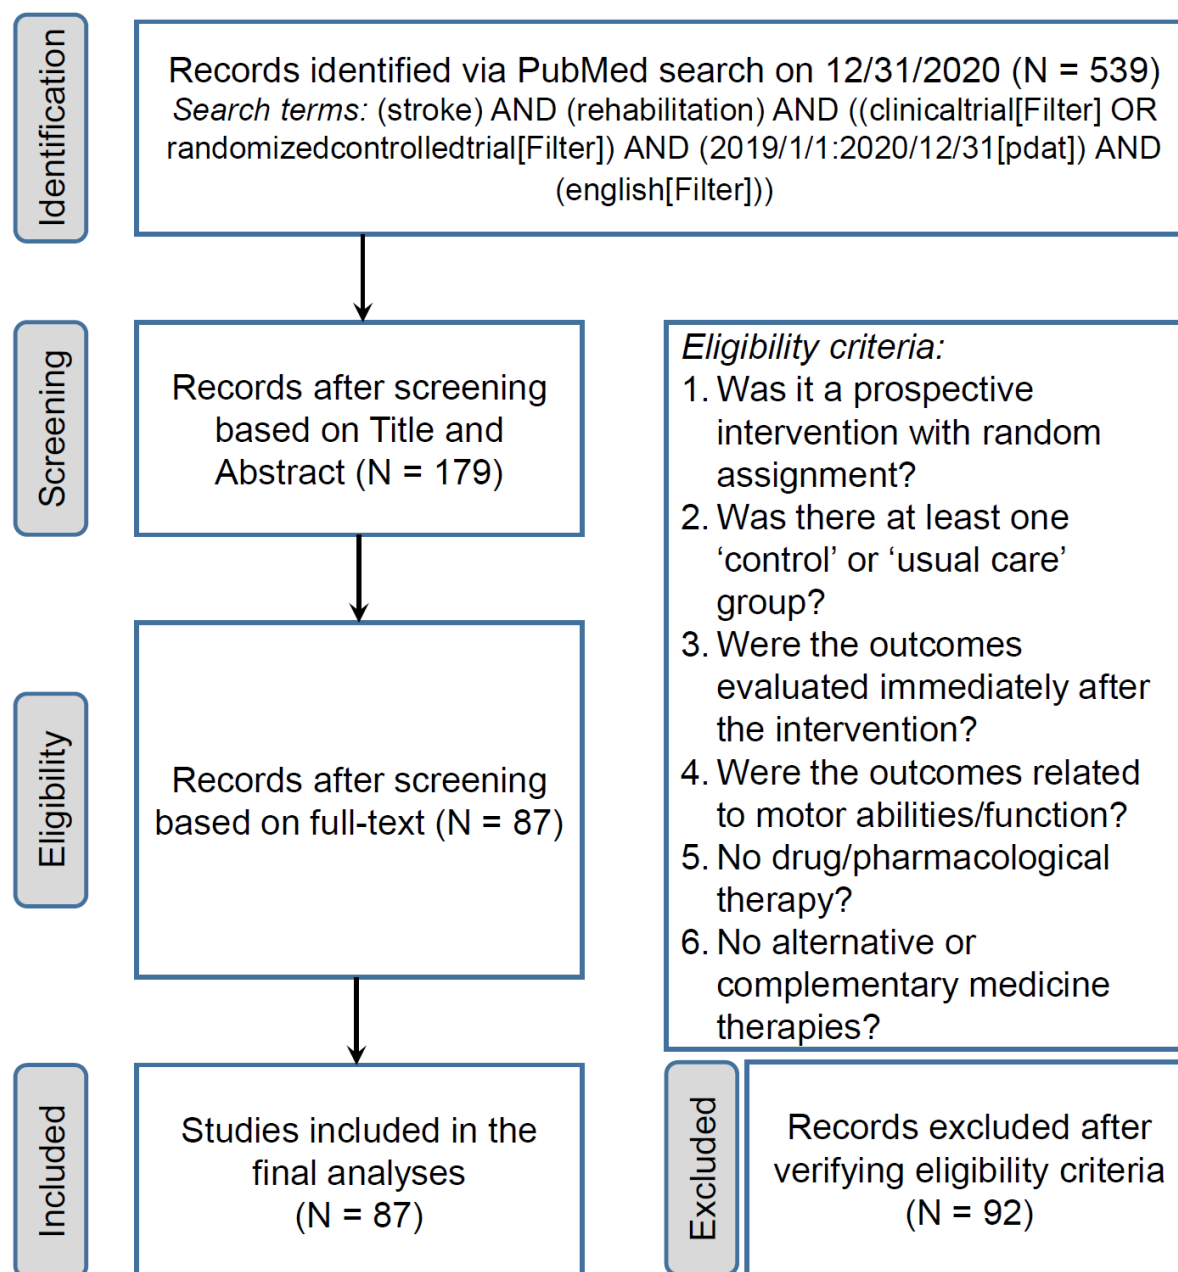 Identification
Records identified via PubMed search on 12/31/2020 (N = 539)
Search terms: (stroke) AND (rehabilitation) AND ((clinicaltrial[Filter] OR
randomizedcontrolledtrial[Filter]) AND (2019/1/1:2020/12/31[pdat]) AND
(english[Filter]))
Screening
Records after screening
based on Title and
Abstract (N = 179)
Eligibility criteria:
1. Was it a prospective
intervention with random
assignment?
2. Was there at least one
‘control’ or ‘usual care’
group?
3. Were the outcomes
evaluated immediately after
the intervention?
4. Were the outcomes related
to motor abilities/function?
5. No drug/pharmacological
therapy?
6. No alternative or
complementary medicine
therapies?
Eligibility
Records after screening
based on full-text (N = 87)
Included
Studies included in the
final analyses
(N = 87)
Excluded
Records excluded after
verifying eligibility criteria
(N = 92)